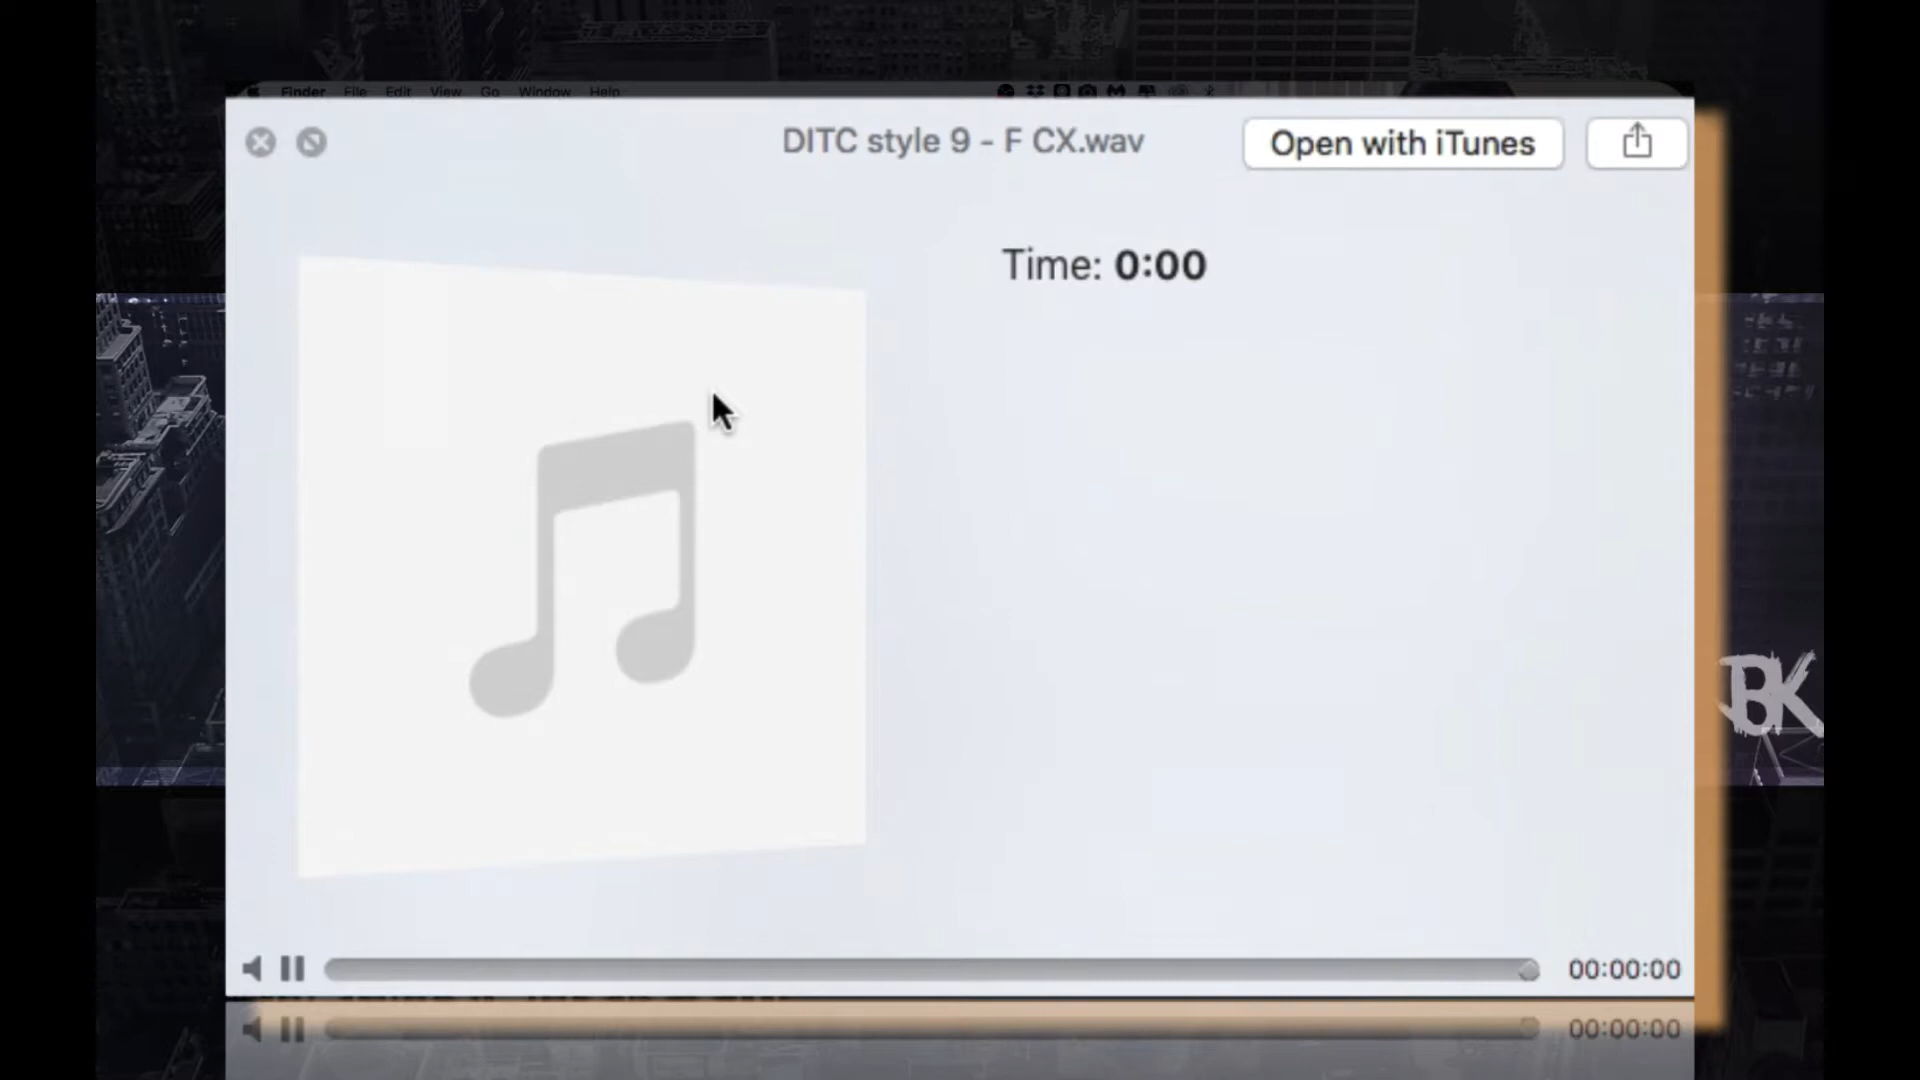 Finder File Edit View Go Window Help
DITC style 9 - F CX.wav
Open with iTunes
Time: 0:00
00:00:00
00:00:00
BK